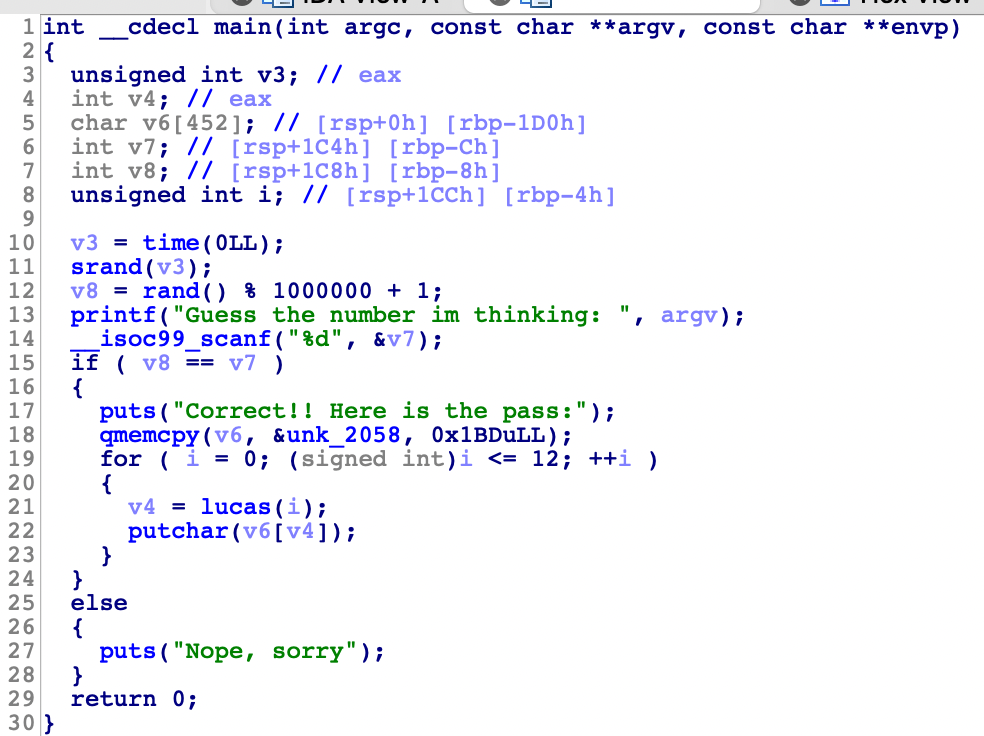 IDA View-A Hex View
1 int __cdecl main(int argc, const char **argv, const char **envp)
2 {
3 unsigned int v3; // eax
4 int v4; // eax
5 char v6[452]; // [rsp+0h] [rbp-1D0h]
6 int v7; // [rsp+1C4h] [rbp-Ch]
7 int v8; // [rsp+1C8h] [rbp-8h]
8 unsigned int i; // [rsp+1CCh] [rbp-4h]
9
10 v3 = time(0LL);
11 srand(v3);
12 v8 = rand() % 1000000 + 1;
13 printf("Guess the number im thinking: ", argv);
14 __isoc99_scanf("%d", &v7);
15 if ( v8 == v7 )
16 {
17 puts("Correct!! Here is the pass:");
18 qmemcpy(v6, &unk_2058, 0x1BDuLL);
19 for ( i = 0; (signed int)i <= 12; ++i )
20 {
21 v4 = lucas(i);
22 putchar(v6[v4]);
23 }
24 }
25 else
26 {
27 puts("Nope, sorry");
28 }
29 return 0;
30 }